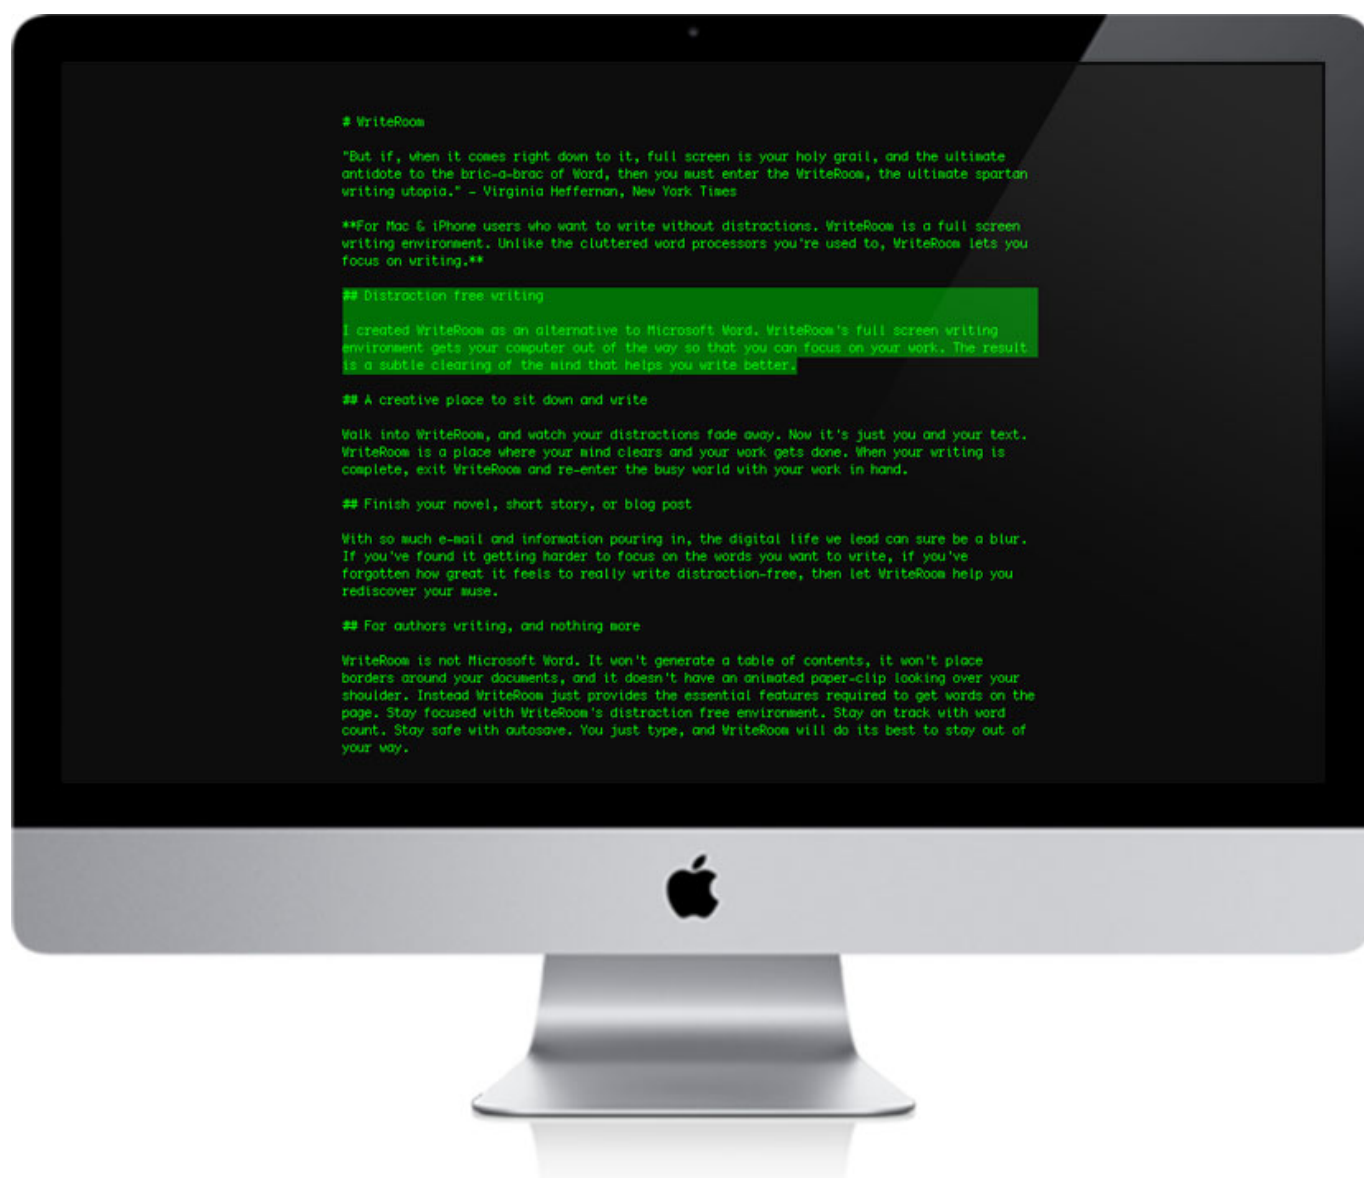 # WriteRoom
"But if, when it comes right down to it, full screen is your holy grail, and the ultimate
antidote to the bric-a-brac of Word, then you must enter the WriteRoom, the ultimate spartan
writing utopia." – Virginia Heffernan, New York Times
**For Mac & iPhone users who want to write without distractions. WriteRoom is a full screen
writing environment. Unlike the cluttered word processors you're used to, WriteRoom lets you
focus on writing.**
## Distraction free writing
I created WriteRoom as an alternative to Microsoft Word. WriteRoom's full screen writing
environment gets your computer out of the way so that you can focus on your work. The result
is a subtle clearing of the mind that helps you write better.
## A creative place to sit down and write
Walk into WriteRoom, and watch your distractions fade away. Now it's just you and your text.
WriteRoom is a place where your mind clears and your work gets done. When your writing is
complete, exit WriteRoom and re-enter the busy world with your work in hand.
## Finish your novel, short story, or blog post
With so much e-mail and information pouring in, the digital life we lead can sure be a blur.
If you've found it getting harder to focus on the words you want to write, if you've
forgotten how great it feels to really write distraction-free, then let WriteRoom help you
rediscover your muse.
## For authors writing, and nothing more
WriteRoom is not Microsoft Word. It won't generate a table of contents, it won't place
borders around your documents, and it doesn't have an animated paper-clip looking over your
shoulder. Instead WriteRoom just provides the essential features required to get words on the
page. Stay focused with WriteRoom's distraction free environment. Stay on track with word
count. Stay safe with autosave. You just type, and WriteRoom will do its best to stay out of
your way.